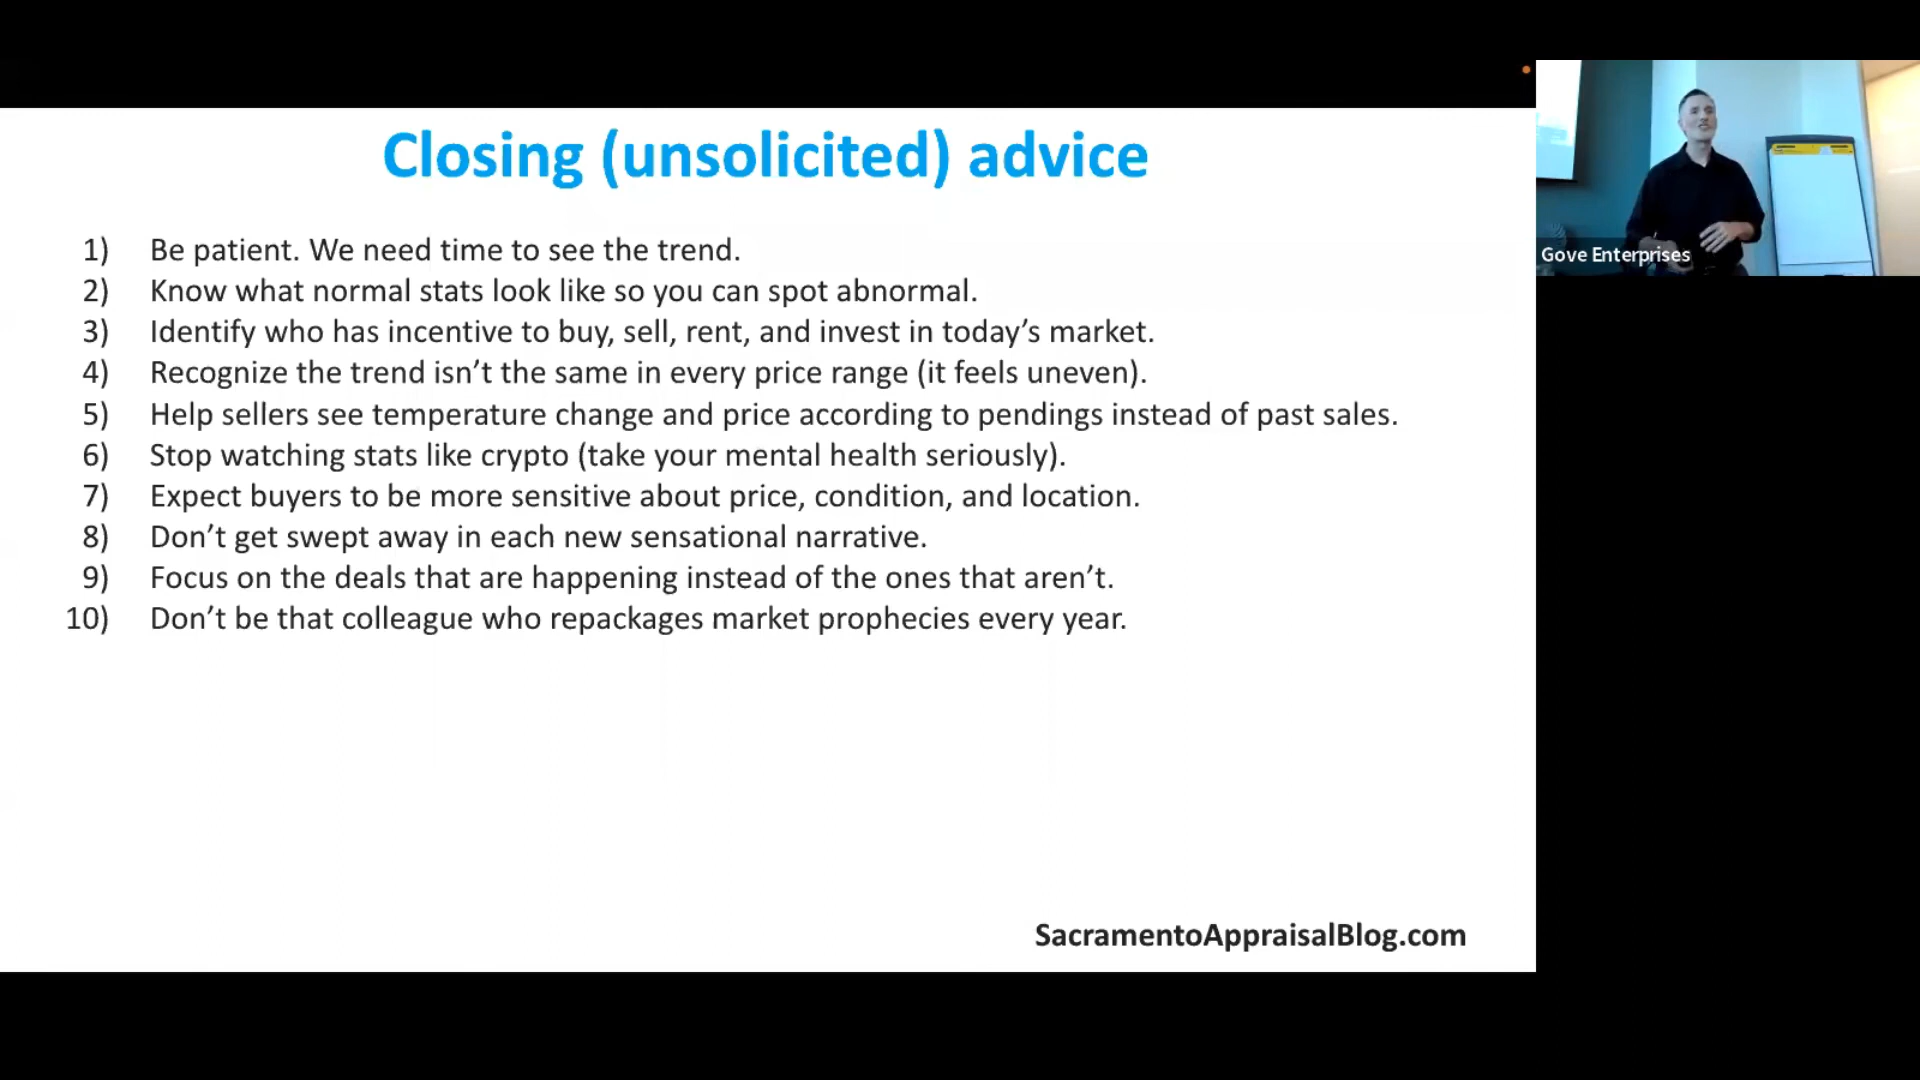 Closing (unsolicited) advice
1) Be patient. We need time to see the trend.
2) Know what normal stats look like so you can spot abnormal.
3) Identify who has incentive to buy, sell, rent, and invest in today’s market.
4) Recognize the trend isn’t the same in every price range (it feels uneven).
5) Help sellers see temperature change and price according to pendings instead of past sales.
6) Stop watching stats like crypto (take your mental health seriously).
7) Expect buyers to be more sensitive about price, condition, and location.
8) Don’t get swept away in each new sensational narrative.
9) Focus on the deals that are happening instead of the ones that aren’t.
10) Don’t be that colleague who repackages market prophecies every year.
SacramentoAppraisalBlog.com
Gove Enterprises